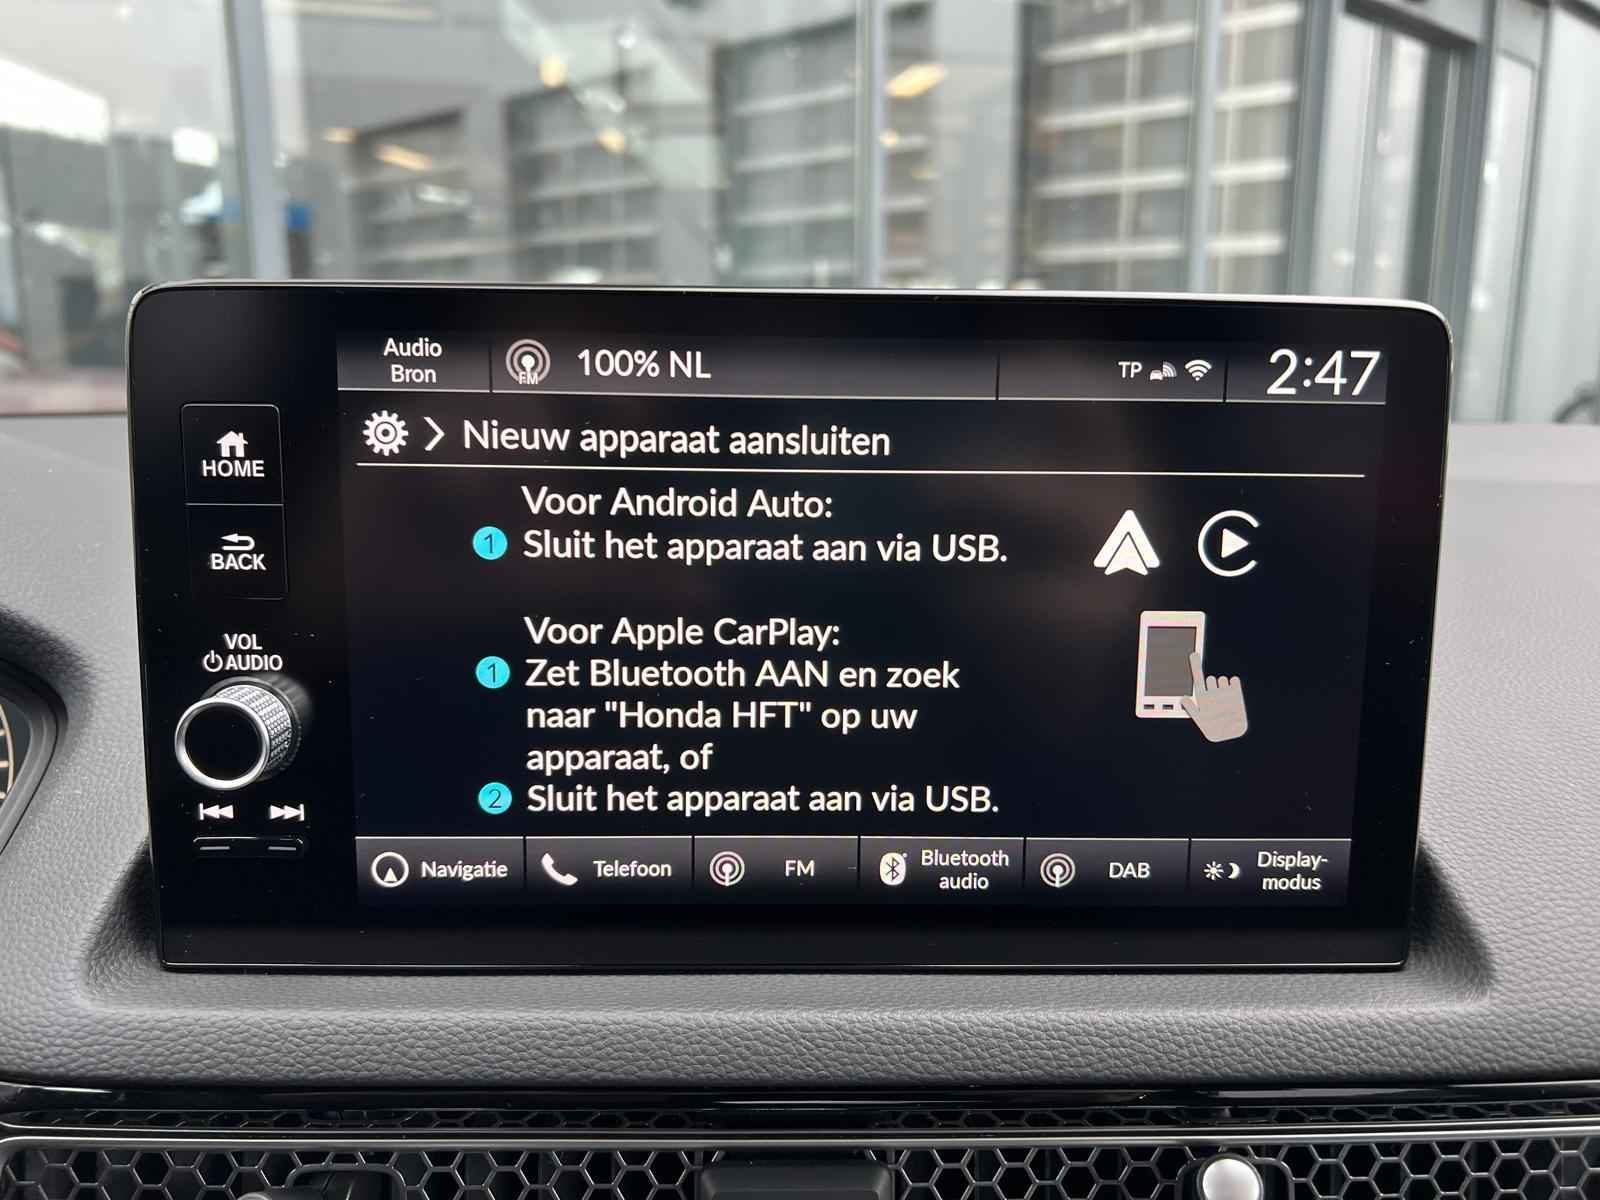 Audio
Bron
FM
100% NL
TP
2:47
HOME
BACK
VOL
AUDIO
Nieuw apparaat aansluiten
Voor Android Auto:
1 Sluit het apparaat aan via USB.
Voor Apple CarPlay:
1 Zet Bluetooth AAN en zoek
naar "Honda HFT" op uw
apparaat, of
2 Sluit het apparaat aan via USB.
Navigatie
Telefoon
FM
Bluetooth
audio
DAB
Display-
modus